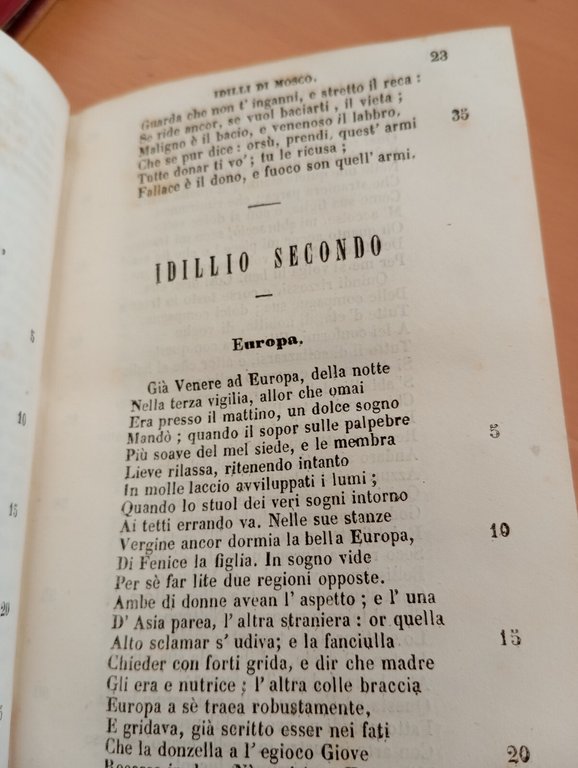 23
IDILLI DI MOSCO.
Guarda che non t' inganni, e stretto il reca :
Se ride ancor, se vuol baciarti, il vieta ;
Maligno è il bacio, e venenoso il labbro, 35
Che se pur dice : orsù, prendi, quest' armi
Tutte donar ti vo' ; tu le ricusa ;
Fallace è il dono, e fuoco son quell' armi.
IDILLIO SECONDO
Europa.
Già Venere ad Europa, della notte
Nella terza vigilia, allor che omai
Era presso il mattino, un dolce sogno
Mandò ; quando il sopor sulle palpebre
Più soave del mel siede, e le membra 5
Lieve rilassa, ritenendo intanto
In molle laccio avviluppati i lumi ;
Quando lo stuol dei veri sogni intorno
Ai tetti errando va. Nelle sue stanze
Vergine ancor dormia la bella Europa, 10
Di Fenice la figlia. In sogno vide
Per sè far lite due regioni opposte.
Ambe di donne avean l' aspetto ; e l' una
D' Asia parea, l' altra straniera : or quella
Alto sclamar s' udiva; e la fanciulla 15
Chieder con forti grida, e dir che madre
Gli era e nutrice ; l' altra colle braccia
Europa a sè traea robustamente,
E gridava, già scritto esser nei fati
Che la donzella a l' egioco Giove 20
5
10
15
20